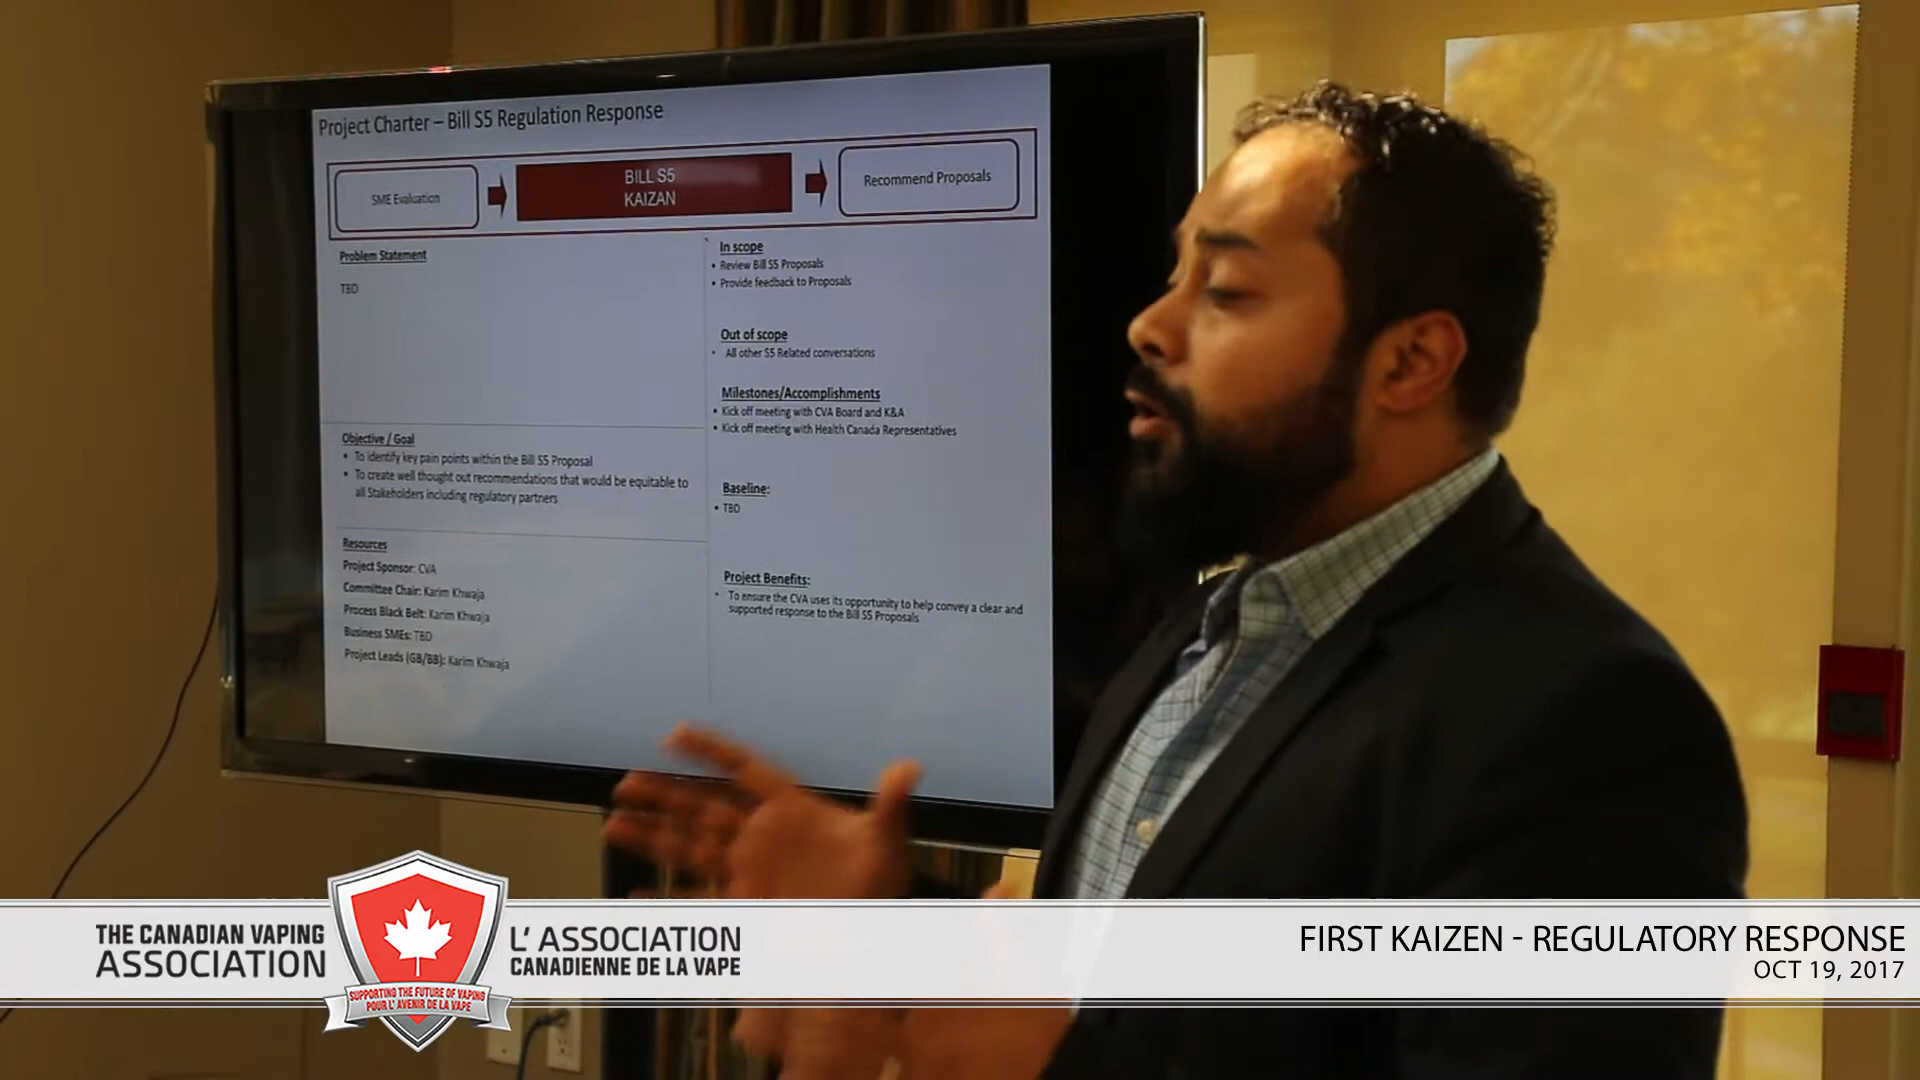 Project Charter – Bill S5 Regulation Response
SME Evaluation
BILL S5
KAIZAN
Recommend Proposals
Problem Statement
TBD
Objective / Goal
• To identify key pain points within the Bill S5 Proposal
• To create well thought out recommendations that would be equitable to
all Stakeholders including regulatory partners
Resources
Project Sponsor: CVA
Committee Chair: Karim Khwaja
Process Black Belt: Karim Khwaja
Business SMEs: TBD
Project Leads (GB/BB): Karim Khwaja
In scope
• Review Bill S5 Proposals
• Provide feedback to Proposals
Out of scope
• All other S5 Related conversations
Milestones/Accomplishments
• Kick off meeting with CVA Board and K&A
• Kick off meeting with Health Canada Representatives
Baseline:
• TBD
Project Benefits:
• To ensure the CVA uses its opportunity to help convey a clear and
supported response to the Bill S5 Proposals
THE CANADIAN VAPING
ASSOCIATION
SUPPORTING THE FUTURE OF VAPING
POUR L' AVENIR DE LA VAPE
L' ASSOCIATION
CANADIENNE DE LA VAPE
FIRST KAIZEN - REGULATORY RESPONSE
OCT 19, 2017